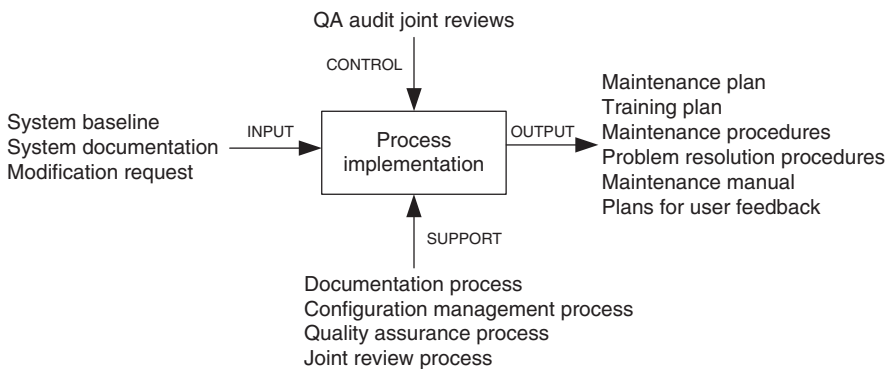 QA audit joint reviews
CONTROL
System baseline
System documentation
Modification request
INPUT
Process
implementation
OUTPUT
Maintenance plan
Training plan
Maintenance procedures
Problem resolution procedures
Maintenance manual
Plans for user feedback
SUPPORT
Documentation process
Configuration management process
Quality assurance process
Joint review process